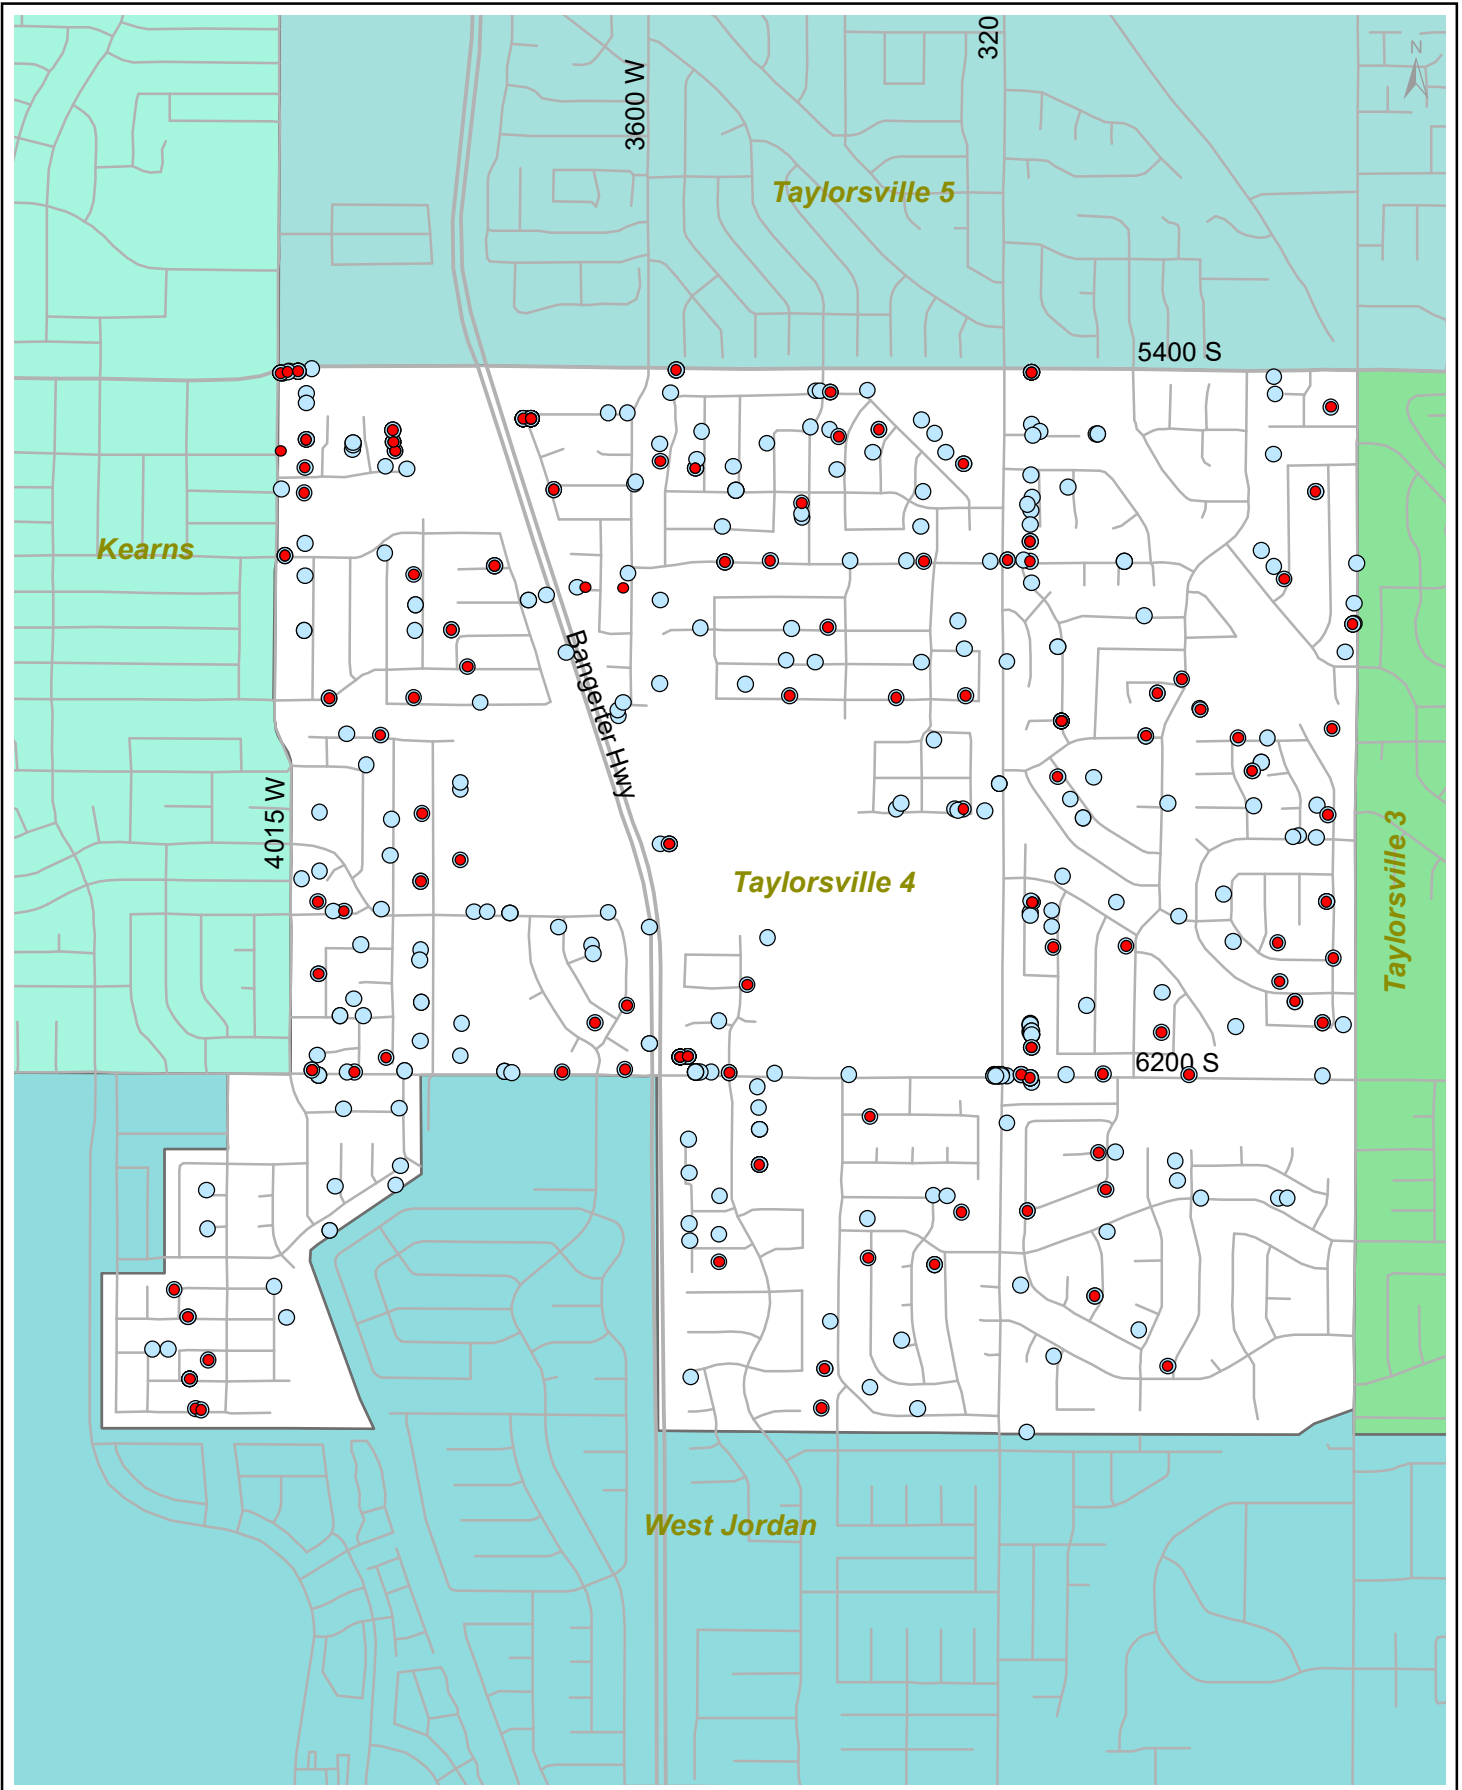 320
3600 W
N
Taylorsville 5
5400 S
Kearns
Bangerter Hwy
4015 W
Taylorsville 4
Taylorsville 3
6200 S
West Jordan